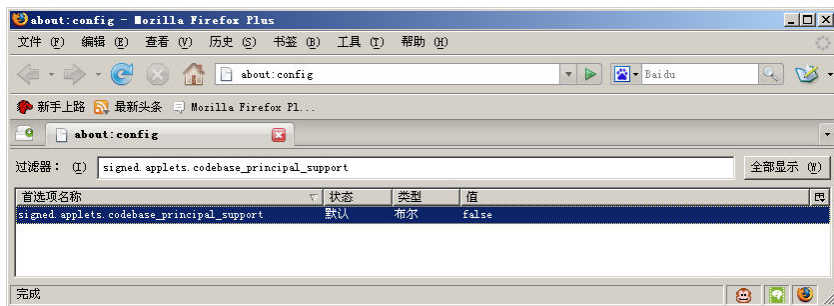 about:config - Mozilla Firefox Plus
文件 (F) 编辑 (E) 查看 (V) 历史 (S) 书签 (B) 工具 (T) 帮助 (H)
about:config Baidu
新手上路 最新头条 Mozilla Firefox Pl...
about:config
过滤器： (I) signed.applets.codebase_principal_support 全部显示 (W)
首选项名称 状态 类型 值
signed.applets.codebase_principal_support 默认 布尔 false
完成